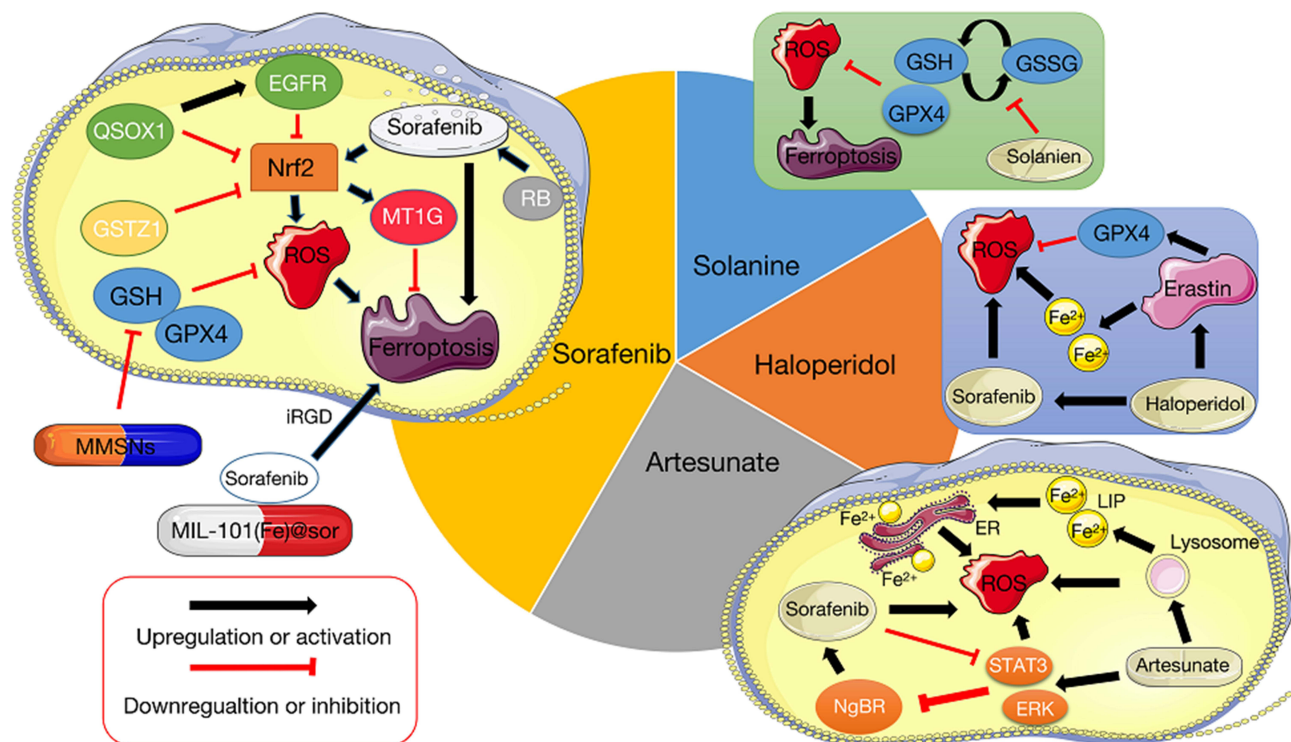 EGFR
QSOX1
Sorafenib
Nrf2
RB
GSTZ1
MT1G
ROS
GSH
GPX4
Ferroptosis
iRGD
MMSNs
Sorafenib
MIL-101(Fe)@sor
Upregulation or activation
Downregualtion or inhibition
Solanine
Haloperidol
Sorafenib
Artesunate
ROS
GSH
GSSG
GPX4
Ferroptosis
Solanien
ROS
GPX4
Erastin
Fe2+
Fe2+
Sorafenib
Haloperidol
Fe2+
LIP
Fe2+
Fe2+
ER
Fe2+
Lysosome
ROS
Sorafenib
STAT3
Artesunate
NgBR
ERK